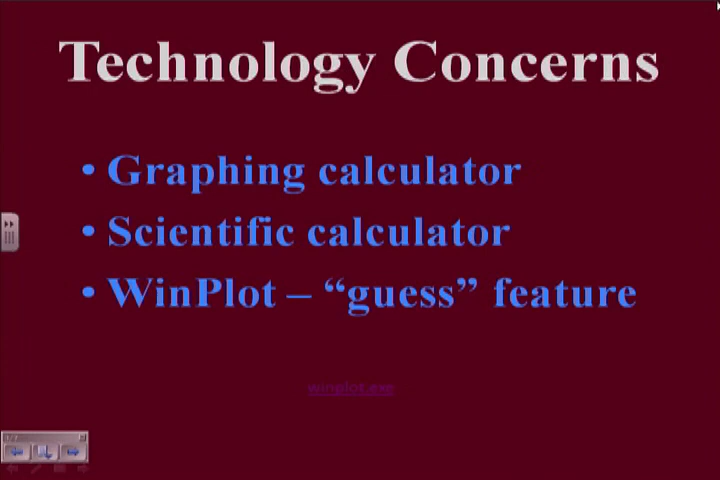 Technology Concerns
• Graphing calculator
• Scientific calculator
• WinPlot – “guess” feature
winplot.exe